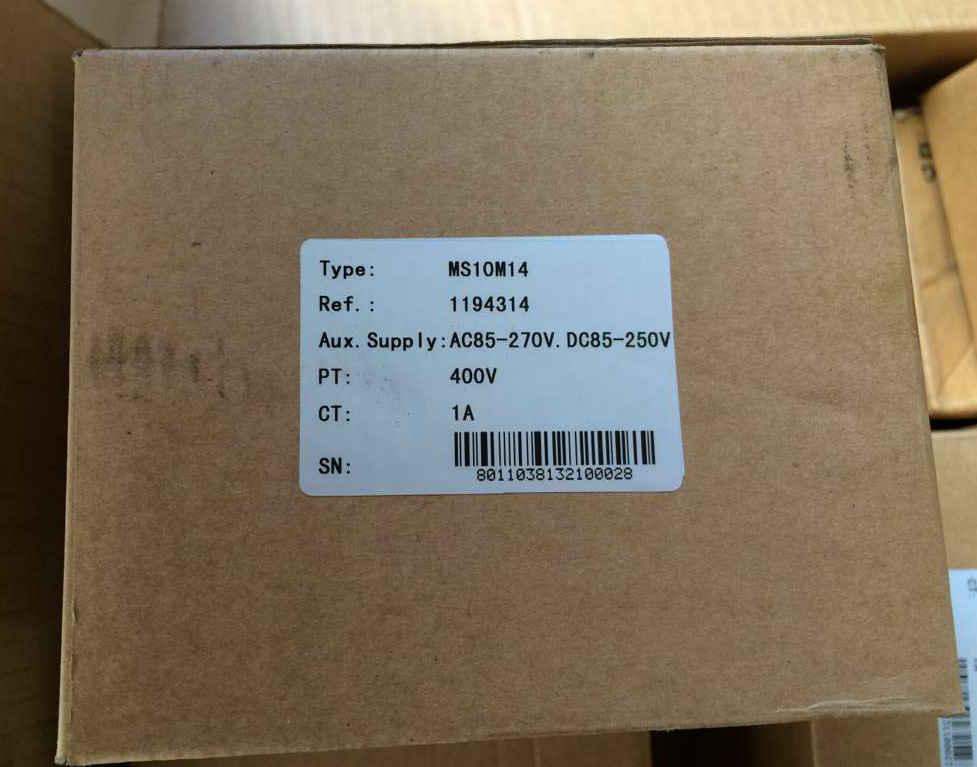 Type: MS10M14
Ref.: 1194314
Aux.Supply:AC85-270V.DC85-250V
PT: 400V
CT: 1A
SN:
8011038132100028